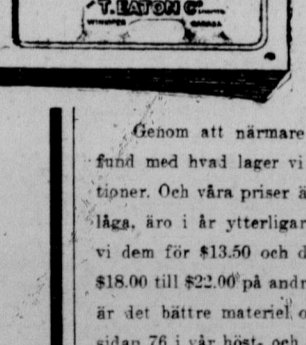 T. EATON Co
WINNIPEG CANADA
Genom att närmare
fund med hvad lager vi
tioner. Och våra priser ä
låga, äro i år ytterligar
vi dem för $13.50 och d
$18.00 till $22.00 på andr
är det bättre materiel, o
sidan 76 i vår höst- och